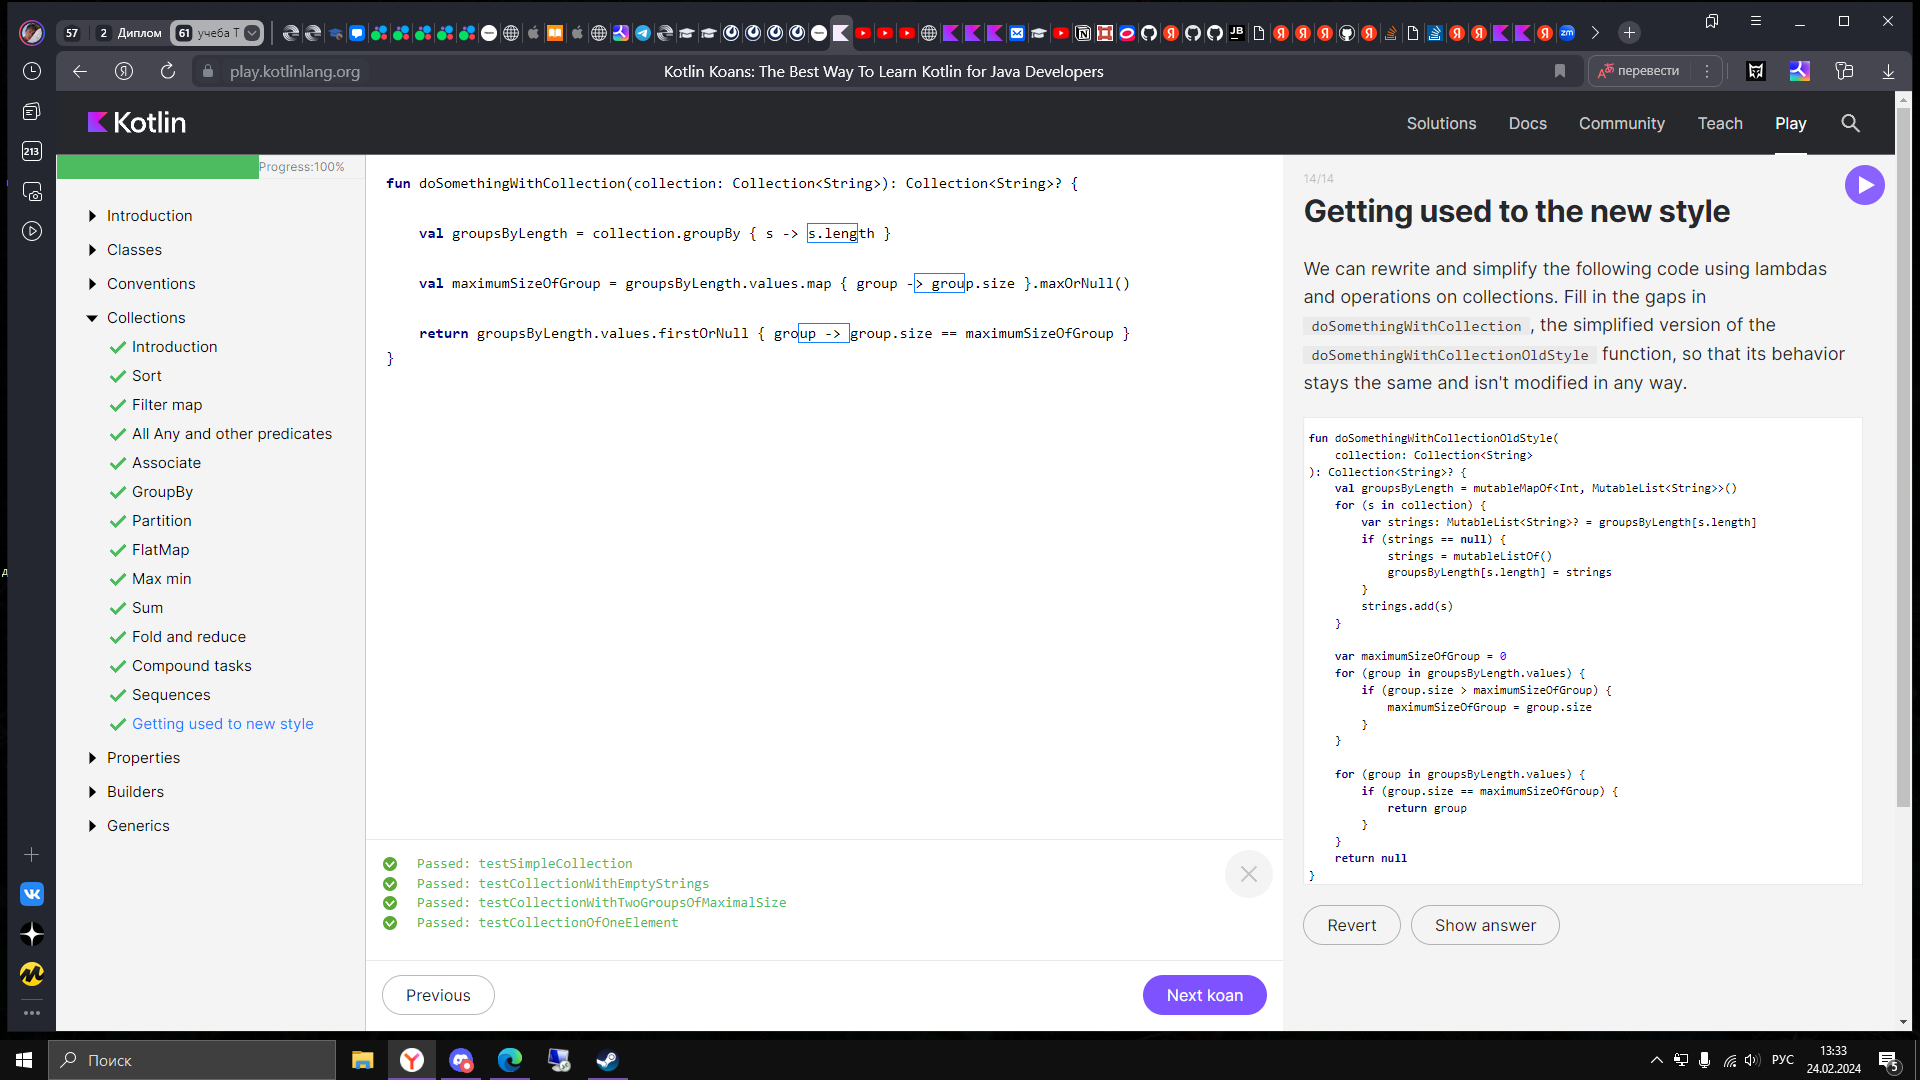 57
2 Диплом
61 учеба Т
play.kotlinlang.org
Kotlin Koans: The Best Way To Learn Kotlin for Java Developers
перевести
213
Kotlin
Solutions
Docs
Community
Teach
Play
Progress:100%
Introduction
Classes
Conventions
Collections
Introduction
Sort
Filter map
All Any and other predicates
Associate
GroupBy
Partition
FlatMap
Max min
Sum
Fold and reduce
Compound tasks
Sequences
Getting used to new style
Properties
Builders
Generics
fun doSomethingWithCollection(collection: Collection<String>): Collection<String>? {
val groupsByLength = collection.groupBy { s -> s.length }
val maximumSizeOfGroup = groupsByLength.values.map { group -> group.size }.maxOrNull()
return groupsByLength.values.firstOrNull { group -> group.size == maximumSizeOfGroup }
}
Passed: testSimpleCollection
Passed: testCollectionWithEmptyStrings
Passed: testCollectionWithTwoGroupsOfMaximalSize
Passed: testCollectionOfOneElement
Previous
Next koan
14/14
Getting used to the new style
We can rewrite and simplify the following code using lambdas
and operations on collections. Fill in the gaps in
doSomethingWithCollection , the simplified version of the
doSomethingWithCollectionOldStyle function, so that its behavior
stays the same and isn't modified in any way.
fun doSomethingWithCollectionOldStyle(
collection: Collection<String>
): Collection<String>? {
val groupsByLength = mutableMapOf<Int, MutableList<String>>()
for (s in collection) {
var strings: MutableList<String>? = groupsByLength[s.length]
if (strings == null) {
strings = mutableListOf()
groupsByLength[s.length] = strings
}
strings.add(s)
}
var maximumSizeOfGroup = 0
for (group in groupsByLength.values) {
if (group.size > maximumSizeOfGroup) {
maximumSizeOfGroup = group.size
}
}
for (group in groupsByLength.values) {
if (group.size == maximumSizeOfGroup) {
return group
}
}
return null
}
Revert
Show answer
Поиск
РУС
13:33
24.02.2024
5